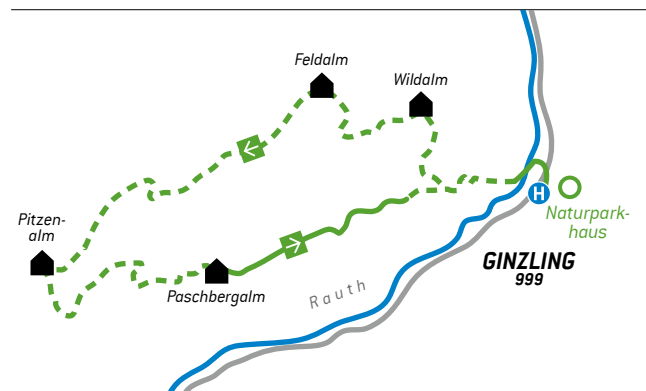 Feldalm
Wildalm
Pitzen-
alm
Paschbergalm
H
Naturpark-
haus
GINZLING
999
Rauth